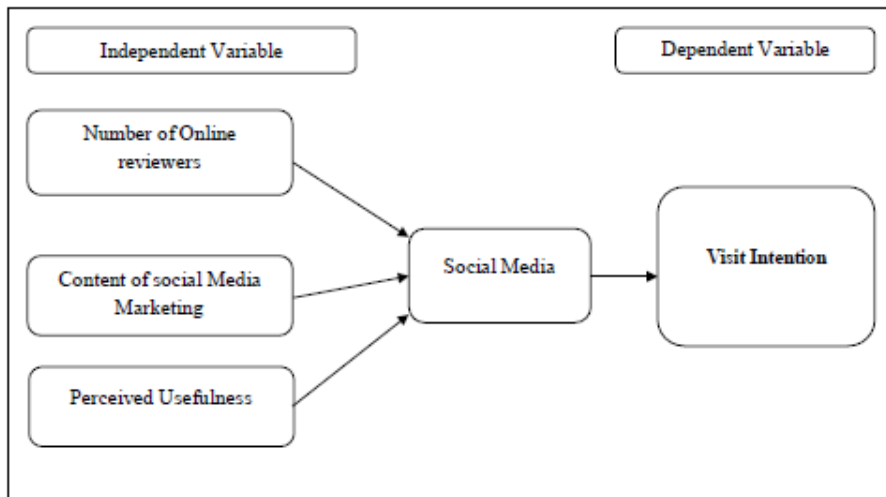 Independent Variable
Dependent Variable
Number of Online
reviewers
Content of social Media
Marketing
Perceived Usefulness
Social Media
Visit Intention